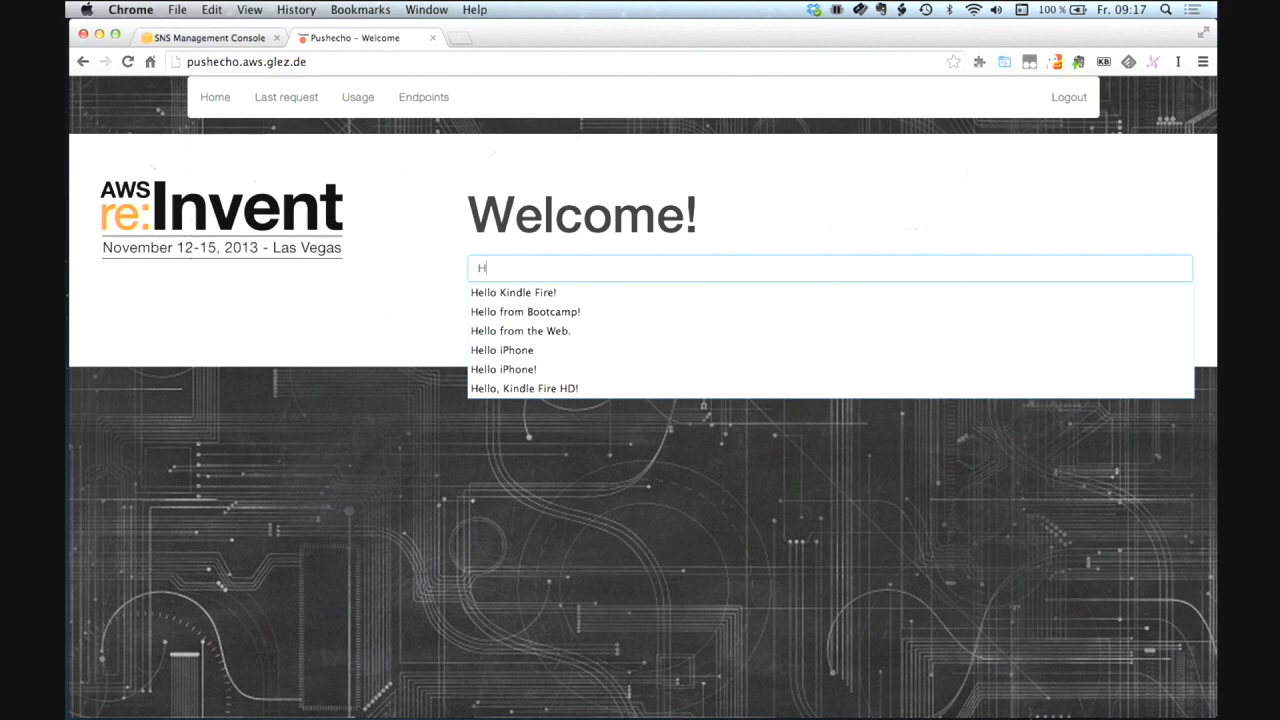 Chrome File Edit View History Bookmarks Window Help 100 % Fr. 09:17
SNS Management Console Pushecho - Welcome
pushecho.aws.glez.de KB
Home Last request Usage Endpoints Logout
AWS
re:Invent
November 12-15, 2013 - Las Vegas
Welcome!
H
Hello Kindle Fire!
Hello from Bootcamp!
Hello from the Web.
Hello iPhone
Hello iPhone!
Hello, Kindle Fire HD!